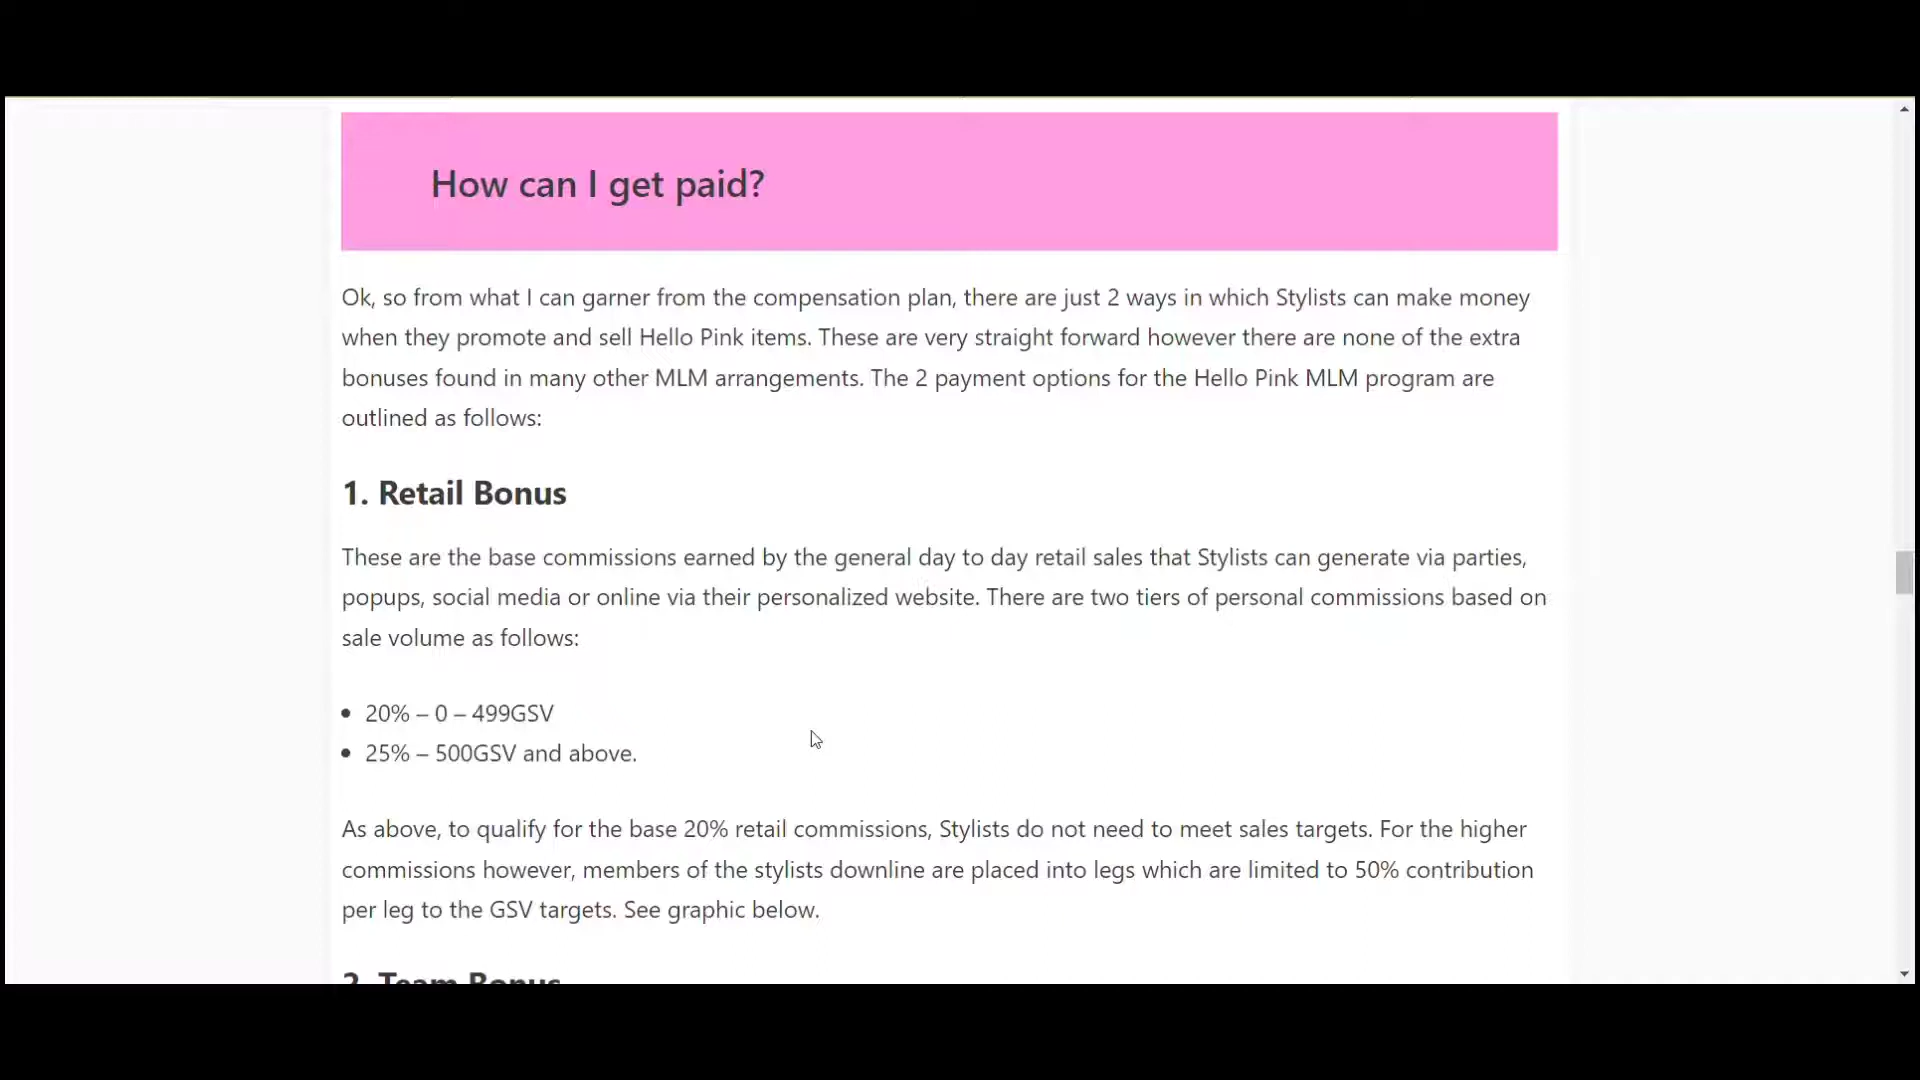 How can I get paid?
Ok, so from what I can garner from the compensation plan, there are just 2 ways in which Stylists can make money
when they promote and sell Hello Pink items. These are very straight forward however there are none of the extra
bonuses found in many other MLM arrangements. The 2 payment options for the Hello Pink MLM program are
outlined as follows:
1. Retail Bonus
These are the base commissions earned by the general day to day retail sales that Stylists can generate via parties,
popups, social media or online via their personalized website. There are two tiers of personal commissions based on
sale volume as follows:
• 20% – 0 – 499GSV
• 25% – 500GSV and above.
As above, to qualify for the base 20% retail commissions, Stylists do not need to meet sales targets. For the higher
commissions however, members of the stylists downline are placed into legs which are limited to 50% contribution
per leg to the GSV targets. See graphic below.
2. Team Bonus